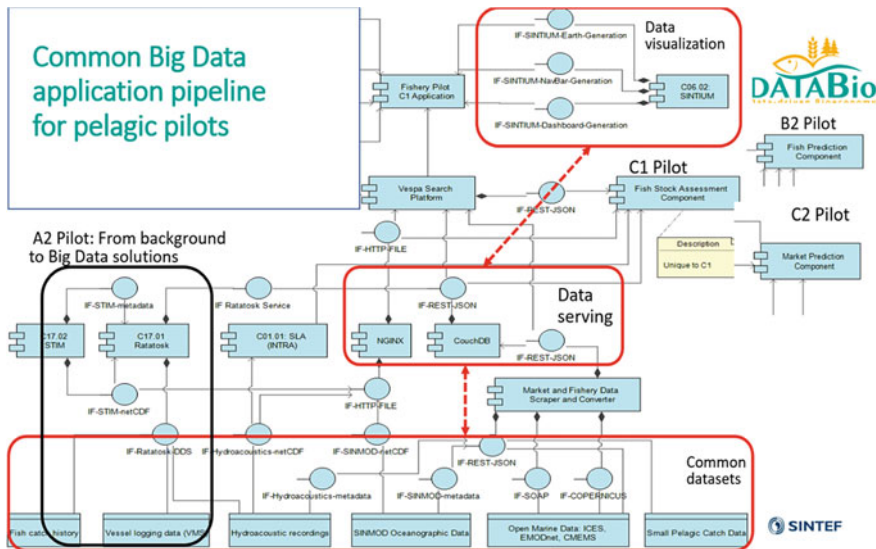 Common Big Data
application pipeline
for pelagic pilots
IF-SINTIUM-Earth-Generation
Data
visualization
Fishery Pilot
C1 Application
IF-SINTIUM-NavBar-Generation
C06.02:
SINTIUM
IF-SINTIUM-Dashboard-Generation
DATABio
B2 Pilot
Fish Prediction
Component
C1 Pilot
Vespa Search
Platform
IF-REST-JSON
Fish Stock Assessment
Component
C2 Pilot
Description
Unique to C1
Market Prediction
Component
A2 Pilot: From background
to Big Data solutions
IF-HTTP-FILE
IF-STIM-metadata
IF Ratatosk Service
IF-REST-JSON
Data
serving
C17.02
STIM
C17.01
Ratatosk
C01.01: SLA
(INTRA)
NGINX
CouchDB
IF-REST-JSON
IF-STIM-netCDF
IF-HTTP-FILE
Market and Fishery Data
Scraper and Converter
IF-Ratatosk-DDS
IF-Hydroacoustics-netCDF
IF-SINMOD-netCDF
IF-REST-JSON
Common
datasets
IF-Hydroacoustics-metadata
IF-SINMOD-metadata
IF-SOAP
IF-COPERNICUS
Fish catch history
Vessel logging data (VMS)
Hydroacoustic recordings
SINMOD Oceanographic Data
Open Marine Data: ICES,
EMODnet, CMEMS
Small Pelagic Catch Data
SINTEF